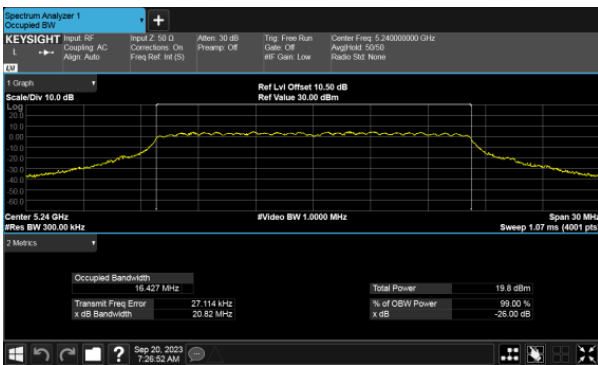 Spectrum Analyzer 1
Occupied BW
+
KEYSIGHT Input: RF Input Z: 50 Ω Atten: 30 dB Trig: Free Run Center Freq: 5.240000000 GHz
L Coupling: AC Corrections: On Preamp: Off Gate: Off Avg|Hold: 50/50
Align: Auto Freq Ref: Int (S) #IF Gain: Low Radio Std: None
LXI
1 Graph
Ref Lvl Offset 10.50 dB
Scale/Div 10.0 dB Ref Value 30.00 dBm
Log
20.0
10.0
0.00
-10.0
-20.0
-30.0
-40.0
-50.0
-60.0
Center 5.24 GHz #Video BW 1.0000 MHz Span 30 MHz
#Res BW 300.00 kHz Sweep 1.07 ms (4001 pts
2 Metrics
Occupied Bandwidth
16.427 MHz Total Power 19.8 dBm
Transmit Freq Error 27.114 kHz % of OBW Power 99.00 %
x dB Bandwidth 20.82 MHz x dB -26.00 dB
? Sep 20, 2023
7:26:52 AM